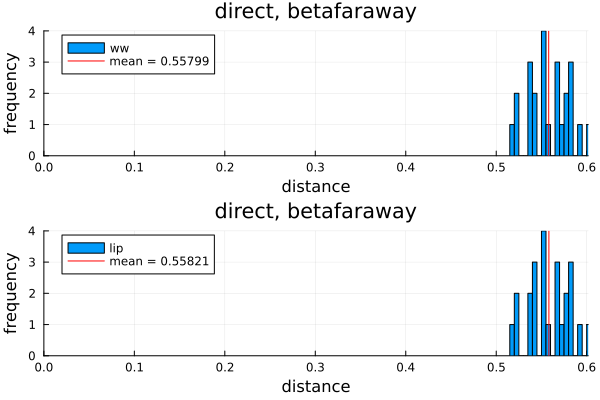 direct, betafaraway
frequency
4
3
2
1
0
ww
mean = 0.55799
0.0 0.1 0.2 0.3 0.4 0.5 0.6
distance
direct, betafaraway
frequency
4
3
2
1
0
lip
mean = 0.55821
0.0 0.1 0.2 0.3 0.4 0.5 0.6
distance